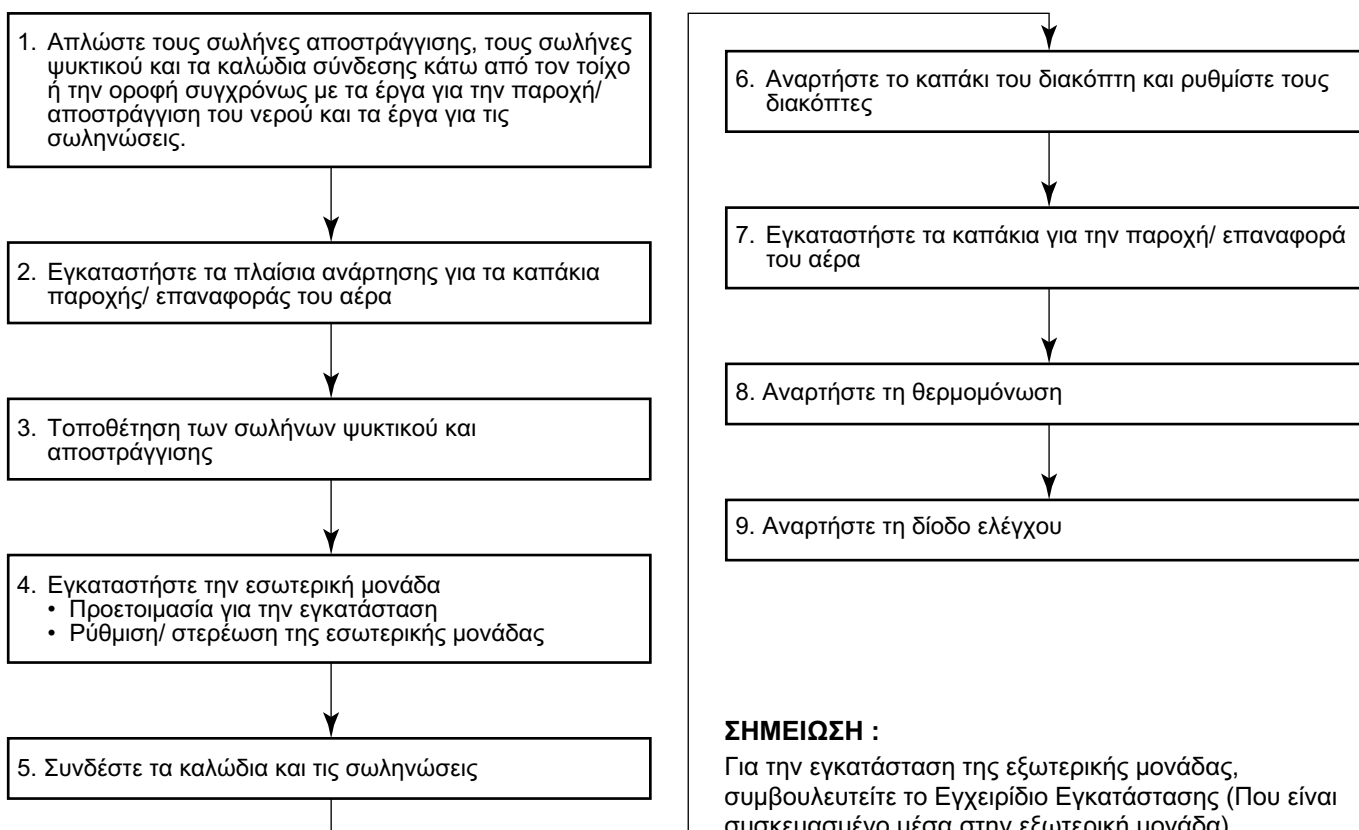 1. Απλώστε τους σωλήνες αποστράγγισης, τους σωλήνες
ψυκτικού και τα καλώδια σύνδεσης κάτω από τον τοίχο
ή την οροφή συγχρόνως με τα έργα για την παροχή/
αποστράγγιση του νερού και τα έργα για τις
σωληνώσεις.
2. Εγκαταστήστε τα πλαίσια ανάρτησης για τα καπάκια
παροχής/ επαναφοράς του αέρα
3. Τοποθέτηση των σωλήνων ψυκτικού και
αποστράγγισης
4. Εγκαταστήστε την εσωτερική μονάδα
• Προετοιμασία για την εγκατάσταση
• Ρύθμιση/ στερέωση της εσωτερικής μονάδας
5. Συνδέστε τα καλώδια και τις σωληνώσεις
6. Αναρτήστε το καπάκι του διακόπτη και ρυθμίστε τους
διακόπτες
7. Εγκαταστήστε τα καπάκια για την παροχή/ επαναφορά
του αέρα
8. Αναρτήστε τη θερμομόνωση
9. Αναρτήστε τη δίοδο ελέγχου
ΣΗΜΕΙΩΣΗ :
Για την εγκατάσταση της εξωτερικής μονάδας,
συμβουλευτείτε το Εγχειρίδιο Εγκατάστασης (Που είναι
συσκευασμένο μέσα στην εξωτερική μονάδα)